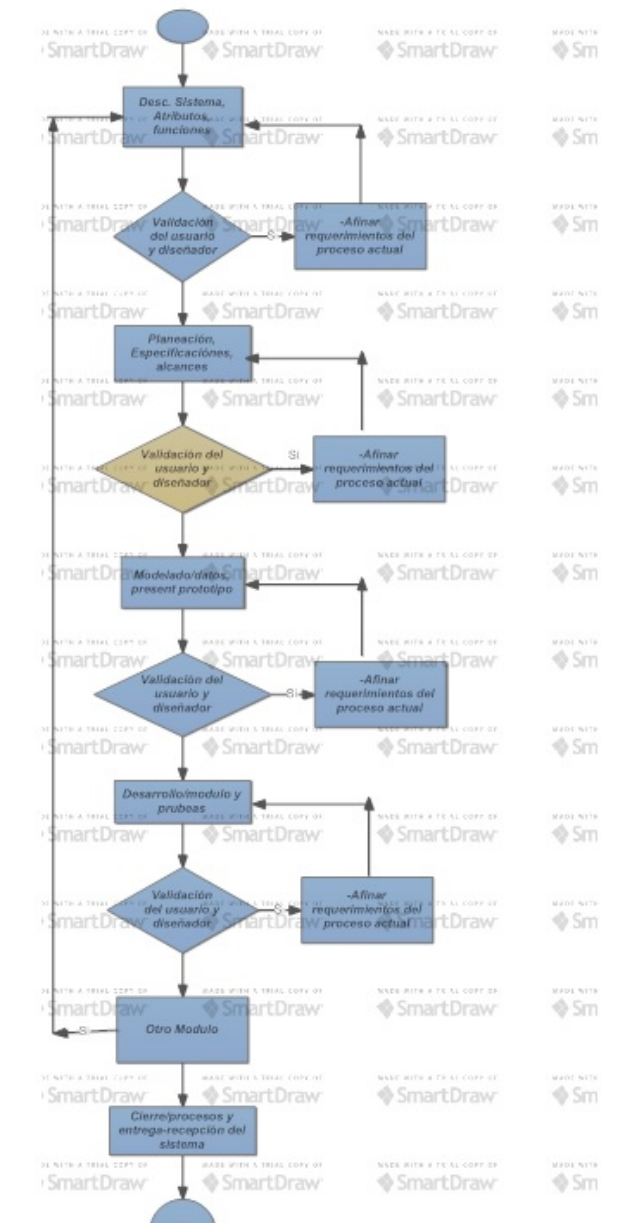 Desc. Sistema,
Atributos,
funciones
Validación
del usuario
y diseñador
Si
-Afinar
requerimientos del
proceso actual
Planeación,
Especificaciónes,
alcances
Validación del
usuario y
diseñador
Si
-Afinar
requerimientos del
proceso actual
Modelado/datos,
present prototipo
Validación del
usuario y
diseñador
Si
-Afinar
requerimientos del
proceso actual
Desarrollo/modulo y
prubeas
Validación
del usuario y
diseñador
Si
-Afinar
requerimientos del
proceso actual
Otro Modulo
Si
Cierre/procesos y
entrega-recepción del
sistema
MADE WITH A TRIAL COPY OF
SmartDraw